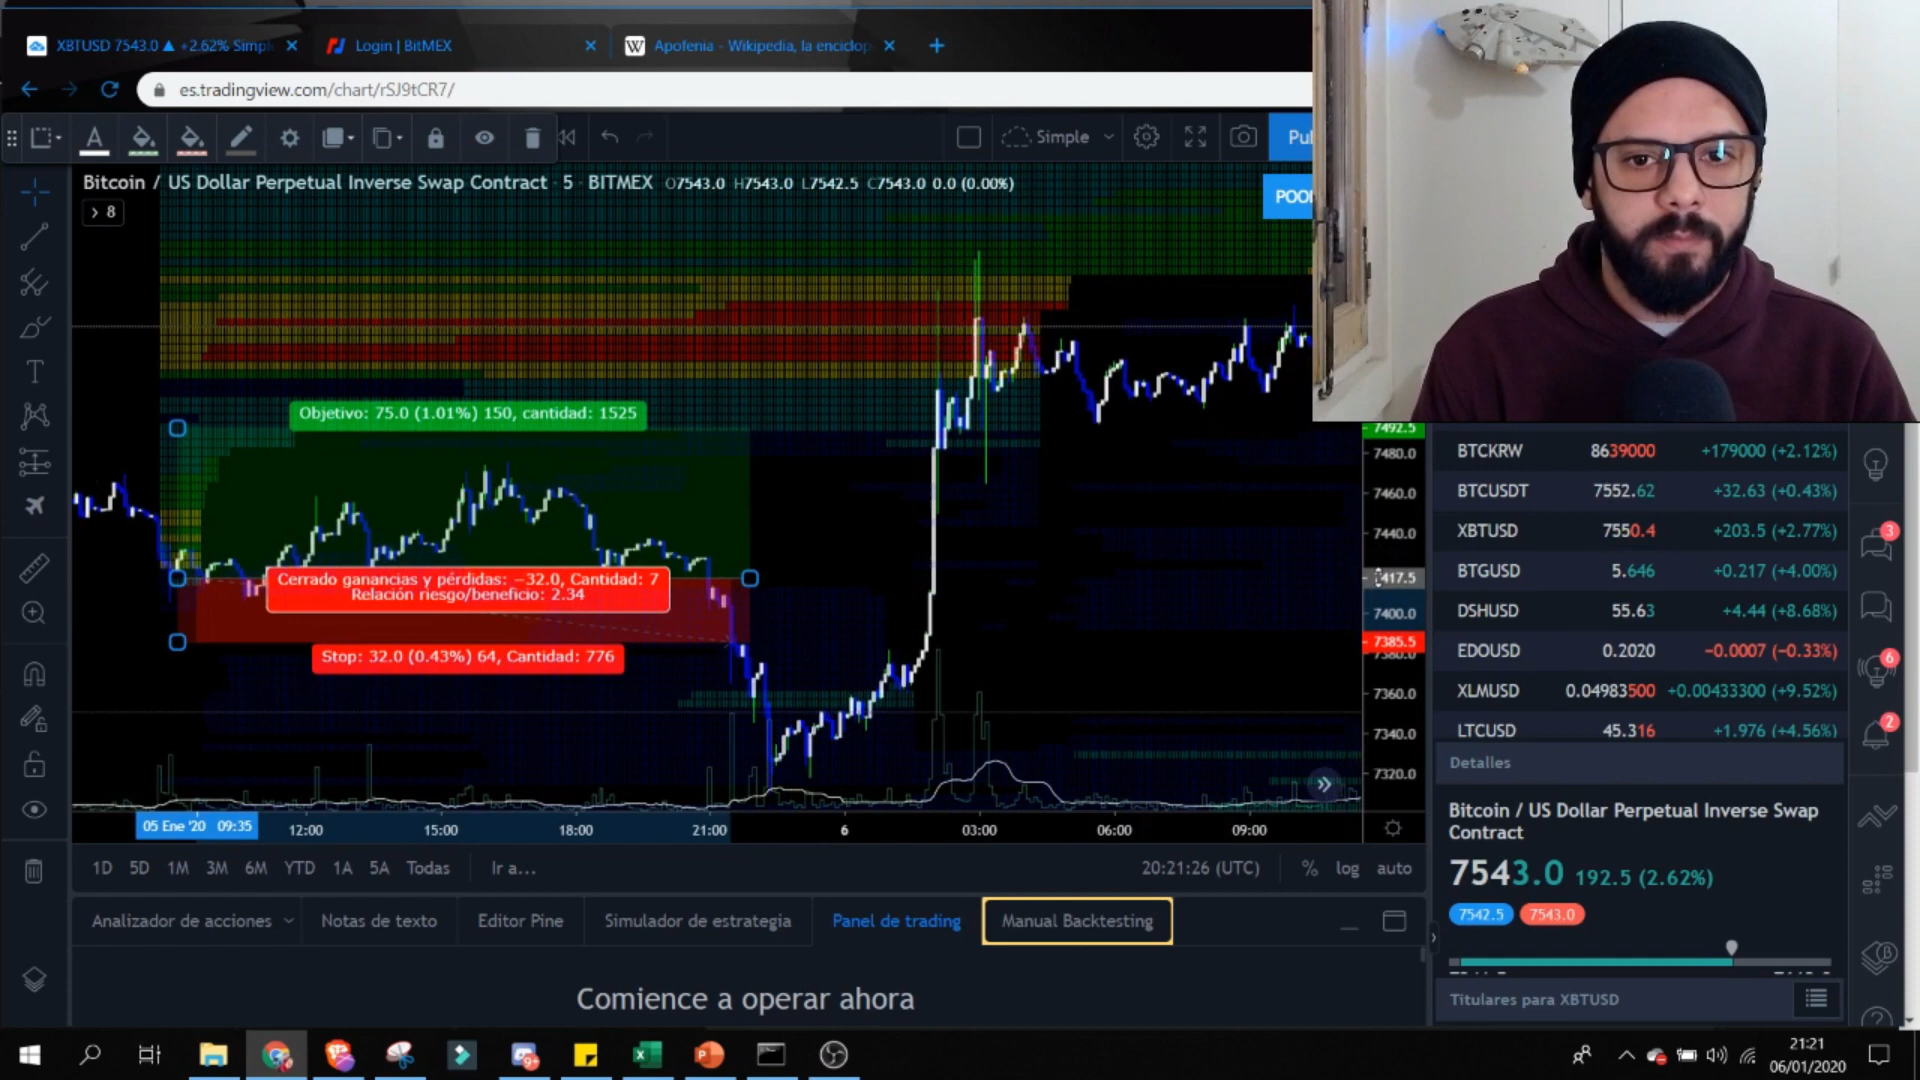 XBTUSD 7543.0 ▲ +2.62% Simpl
Login | BitMEX
Apofenia - Wikipedia, la enciclop
es.tradingview.com/chart/rSJ9tCR7/
Simple
Pul
Bitcoin / US Dollar Perpetual Inverse Swap Contract · 5 · BITMEX O7543.0 H7543.0 L7542.5 C7543.0 0.0 (0.00%)
8
Objetivo: 75.0 (1.01%) 150, cantidad: 1525
Cerrado ganancias y pérdidas: −32.0, Cantidad: 7
Relación riesgo/beneficio: 2.34
Stop: 32.0 (0.43%) 64, Cantidad: 776
7492.5
7480.0
7460.0
7440.0
7417.5
7400.0
7385.5
7380.0
7360.0
7340.0
7320.0
05 Ene '20 09:35
12:00
15:00
18:00
21:00
6
03:00
06:00
09:00
1D 5D 1M 3M 6M YTD 1A 5A Todas
Ir a...
20:21:26 (UTC)
% log auto
Analizador de acciones
Notas de texto
Editor Pine
Simulador de estrategia
Panel de trading
Manual Backtesting
Comience a operar ahora
BTCKRW 8639000 +179000 (+2.12%)
BTCUSDT 7552.62 +32.63 (+0.43%)
XBTUSD 7550.4 +203.5 (+2.77%)
BTGUSD 5.646 +0.217 (+4.00%)
DSHUSD 55.63 +4.44 (+8.68%)
EDOUSD 0.2020 −0.0007 (−0.33%)
XLMUSD 0.04983500 +0.00433300 (+9.52%)
LTCUSD 45.316 +1.976 (+4.56%)
Detalles
Bitcoin / US Dollar Perpetual Inverse Swap
Contract
7543.0 192.5 (2.62%)
7542.5 7543.0
Titulares para XBTUSD
3
6
2
21:21
06/01/2020